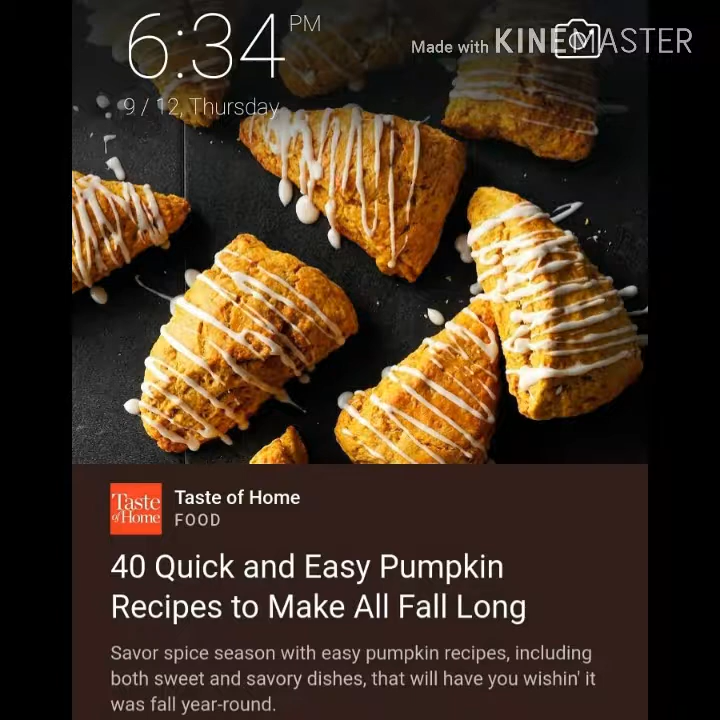 6:34 PM
Made with KINEMASTER
9 / 12, Thursday
Taste of Home
Taste of Home
FOOD
40 Quick and Easy Pumpkin
Recipes to Make All Fall Long
Savor spice season with easy pumpkin recipes, including
both sweet and savory dishes, that will have you wishin' it
was fall year-round.